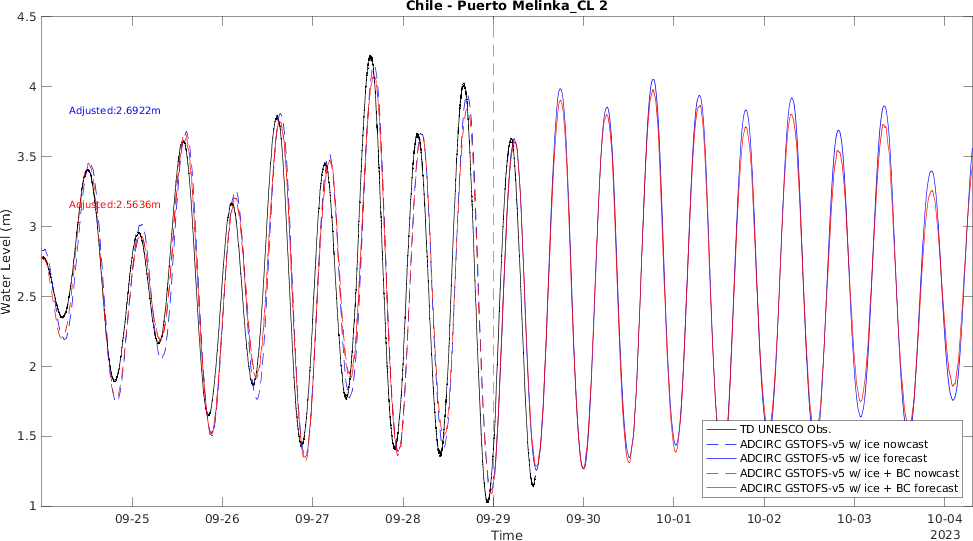 Chile - Puerto Melinka_CL 2
4.5
4
3.5
3
2.5
2
1.5
1
Water Level (m)
Adjusted:2.6922m
Adjusted:2.5636m
TD UNESCO Obs.
ADCIRC GSTOFS-v5 w/ ice nowcast
ADCIRC GSTOFS-v5 w/ ice forecast
ADCIRC GSTOFS-v5 w/ ice + BC nowcast
ADCIRC GSTOFS-v5 w/ ice + BC forecast
09-25 09-26 09-27 09-28 09-29 09-30 10-01 10-02 10-03 10-04
Time 2023